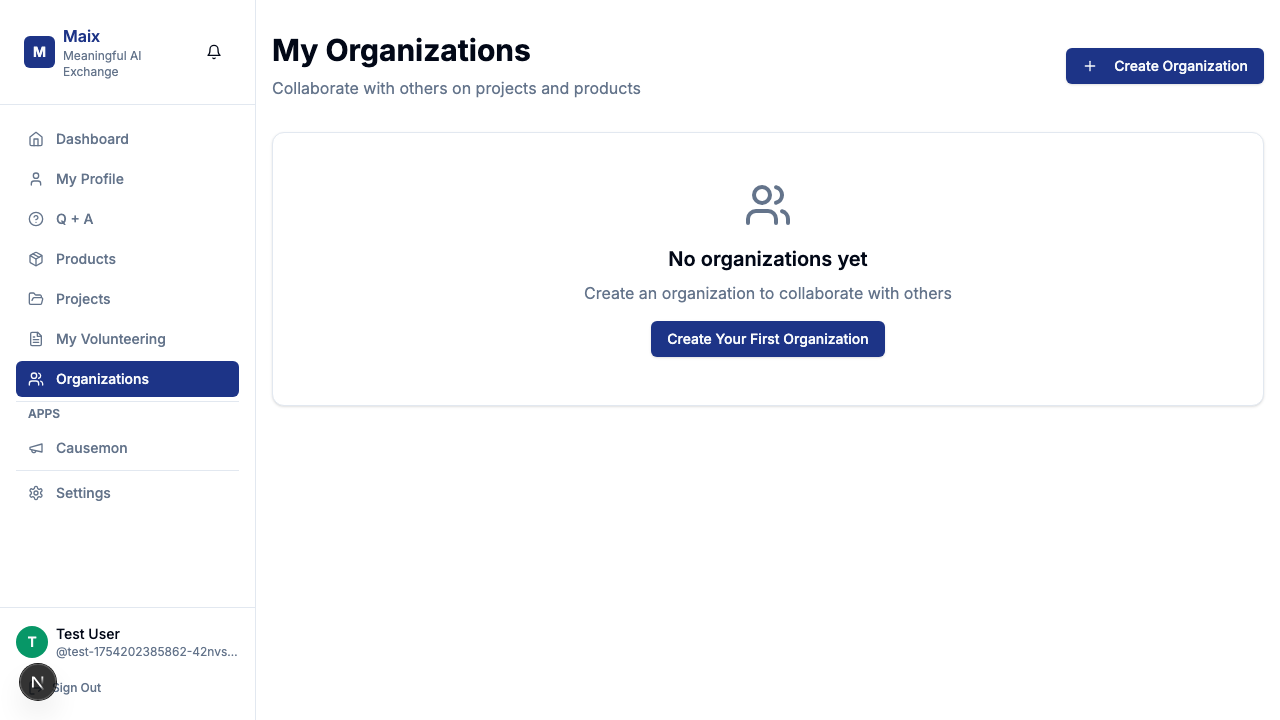 M
Maix
Meaningful AI
Exchange
Dashboard
My Profile
Q + A
Products
Projects
My Volunteering
Organizations
APPS
Causemon
Settings
T
Test User
@test-1754202385862-42nvs...
N
Sign Out
My Organizations
Collaborate with others on projects and products
Create Organization
No organizations yet
Create an organization to collaborate with others
Create Your First Organization